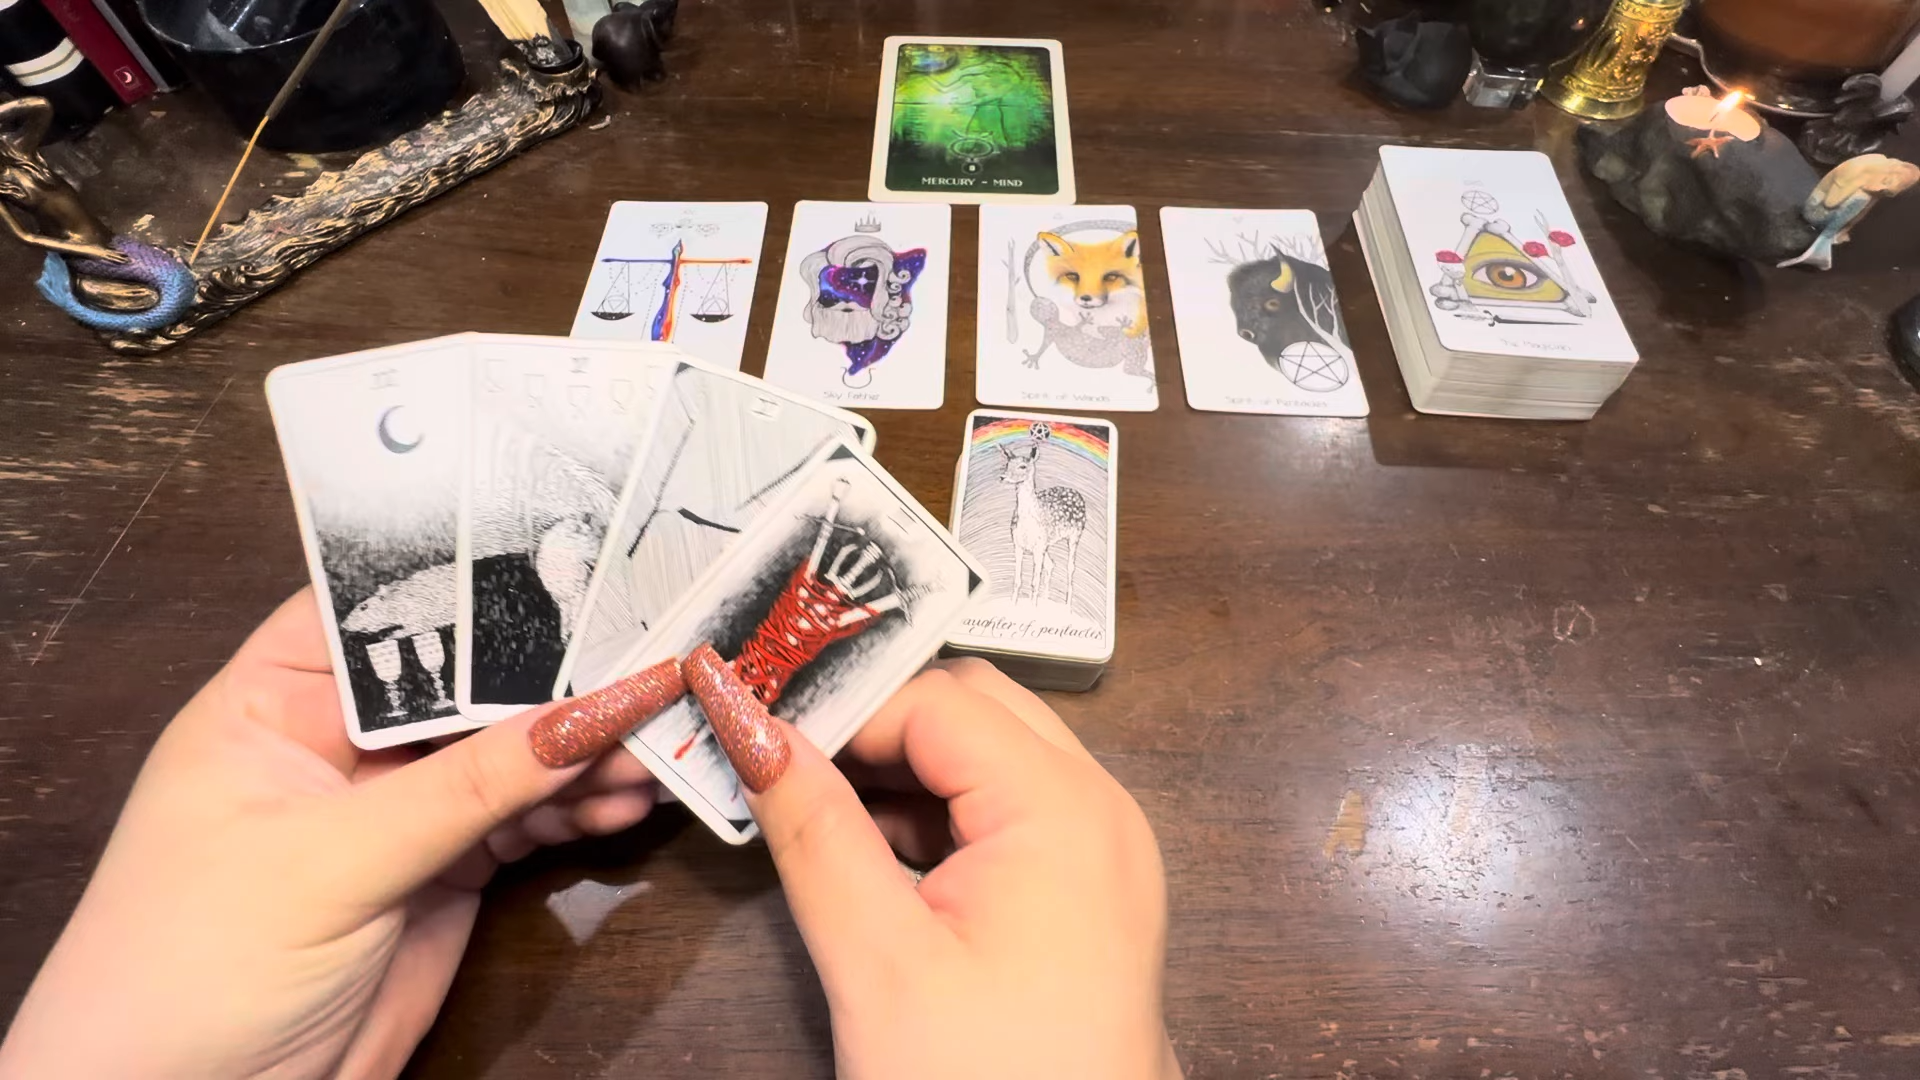 MERCURY - MIND
Sky Father
Spirit of Wands
Spirit of Pentacles
The Magician
aughter of pentacles